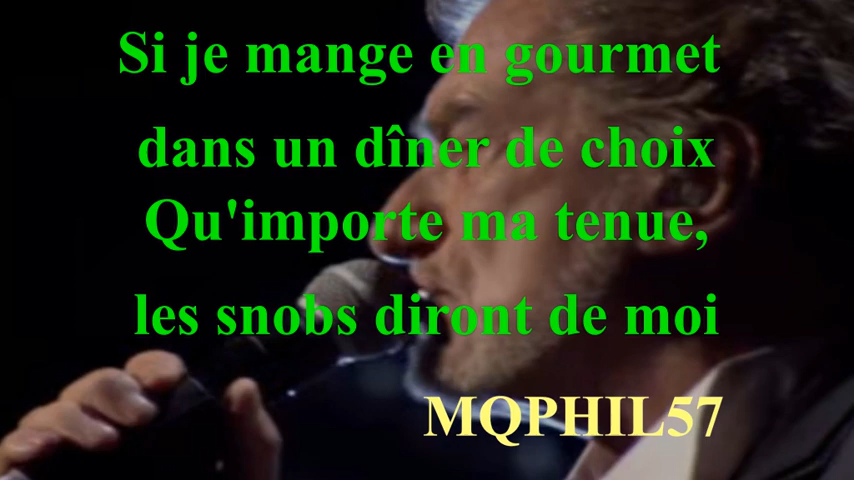 Si je mange en gourmet
dans un dîner de choix
Qu'importe ma tenue,
les snobs diront de moi
MQPHIL57